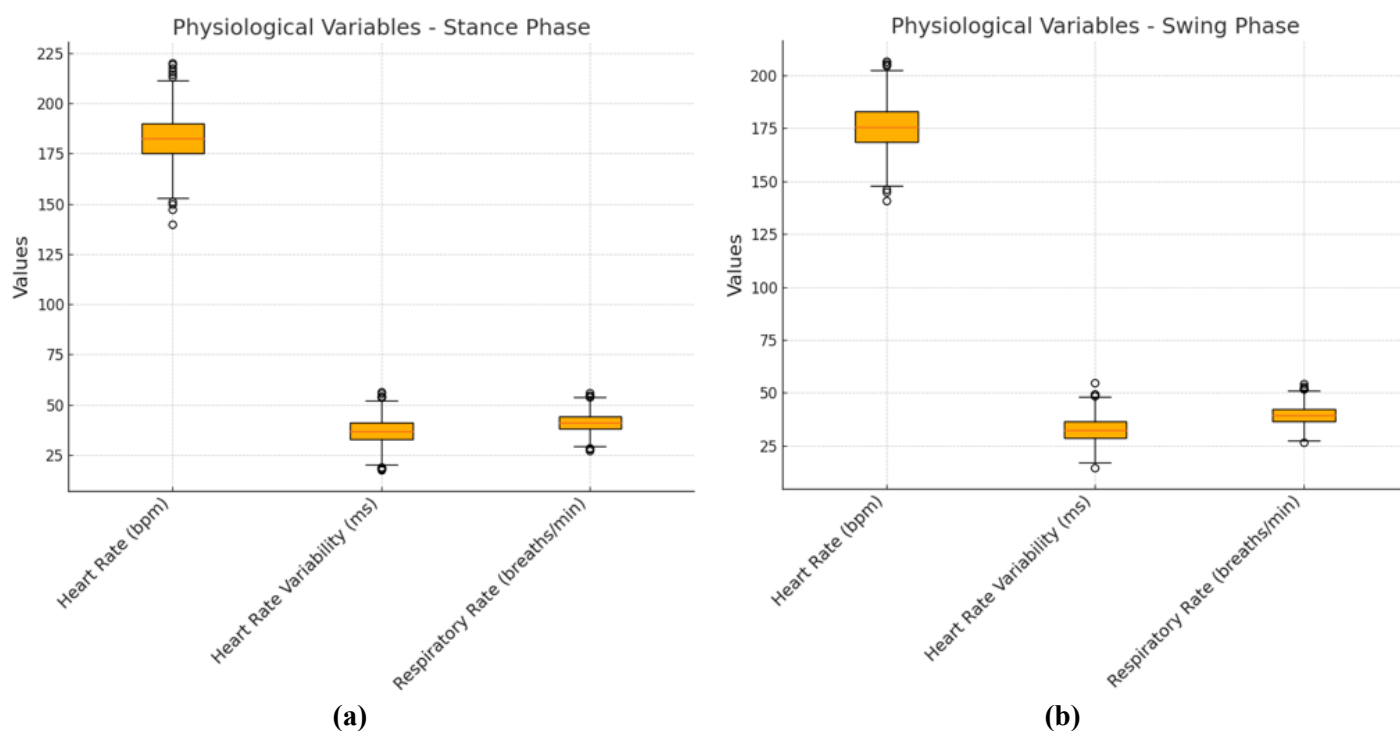 Physiological Variables - Stance Phase
225
200
175
150
125
100
75
50
25
Values
Heart Rate (bpm)
Heart Rate Variability (ms)
Respiratory Rate (breaths/min)
(a)
Physiological Variables - Swing Phase
200
175
150
125
100
75
50
25
Values
Heart Rate (bpm)
Heart Rate Variability (ms)
Respiratory Rate (breaths/min)
(b)